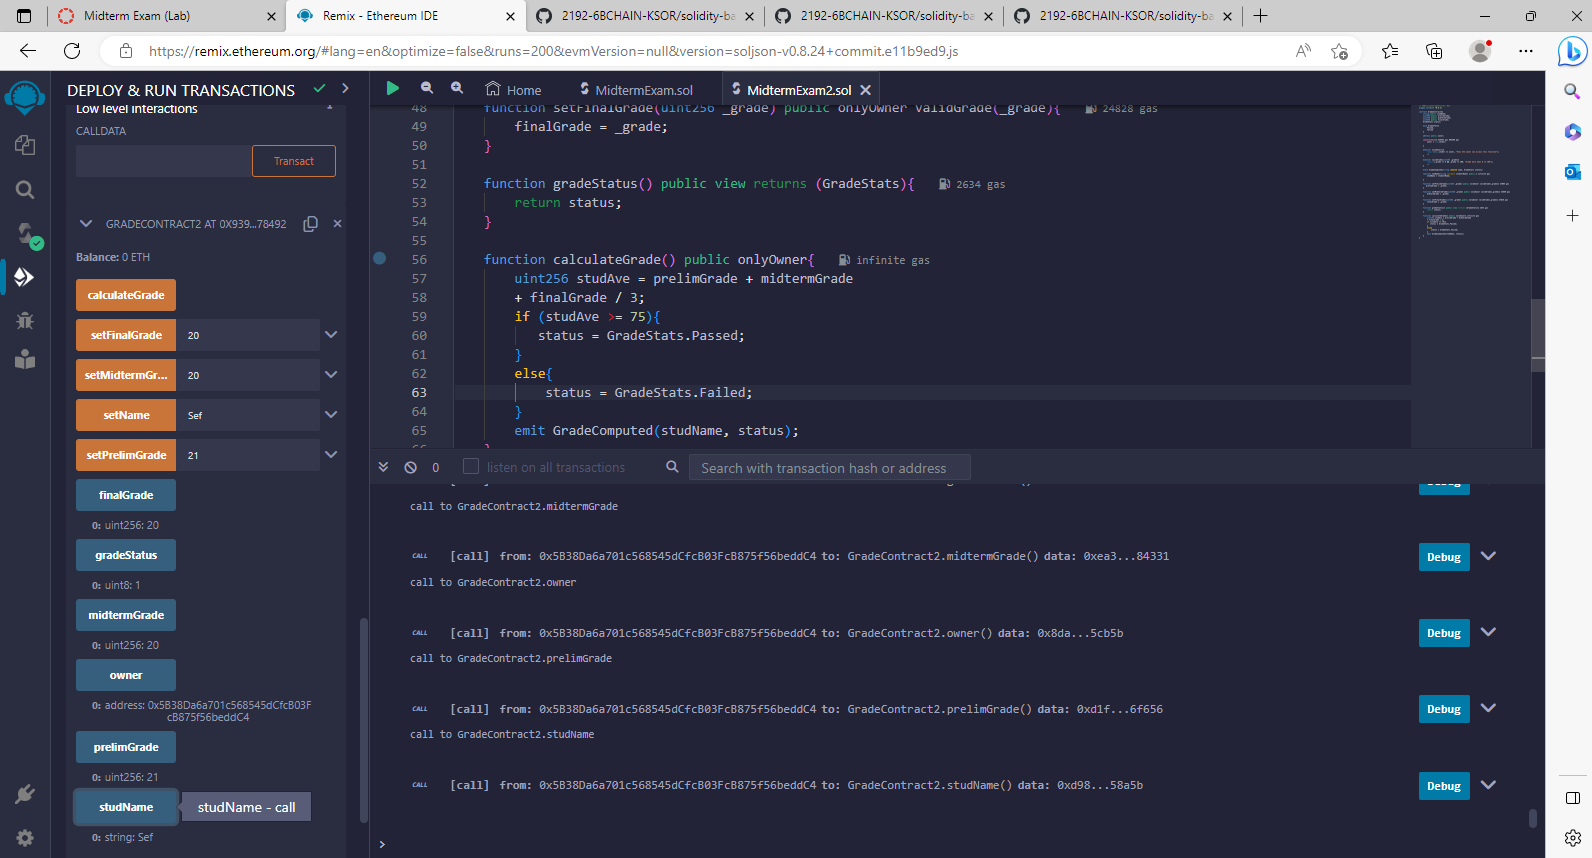 Midterm Exam (Lab)
Remix - Ethereum IDE
2192-6BCHAIN-KSOR/solidity-ba
2192-6BCHAIN-KSOR/solidity-ba
2192-6BCHAIN-KSOR/solidity-ba
https://remix.ethereum.org/#lang=en&optimize=false&runs=200&evmVersion=null&version=soljson-v0.8.24+commit.e11b9ed9.js
DEPLOY & RUN TRANSACTIONS
Low level interactions
CALLDATA
Transact
GRADECONTRACT2 AT 0X939...78492
Balance: 0 ETH
calculateGrade
setFinalGrade 20
setMidtermGr... 20
setName Sef
setPrelimGrade 21
finalGrade
0: uint256: 20
gradeStatus
0: uint8: 1
midtermGrade
0: uint256: 20
owner
0: address: 0x5B38Da6a701c568545dCfcB03F
cB875f56beddC4
prelimGrade
0: uint256: 21
studName
studName - call
0: string: Sef
Home
MidtermExam.sol
MidtermExam2.sol
48 function setFinalGrade(uint256 _grade) public onlyOwner validGrade(_grade){ 24828 gas
49 finalGrade = _grade;
50 }
51
52 function gradeStatus() public view returns (GradeStats){ 2634 gas
53 return status;
54 }
55
56 function calculateGrade() public onlyOwner{ infinite gas
57 uint256 studAve = prelimGrade + midtermGrade
58 + finalGrade / 3;
59 if (studAve >= 75){
60 status = GradeStats.Passed;
61 }
62 else{
63 status = GradeStats.Failed;
64 }
65 emit GradeComputed(studName, status);
0
listen on all transactions
Search with transaction hash or address
call to GradeContract2.midtermGrade
CALL [call] from: 0x5B38Da6a701c568545dCfcB03FcB875f56beddC4 to: GradeContract2.midtermGrade() data: 0xea3...84331 Debug
call to GradeContract2.owner
CALL [call] from: 0x5B38Da6a701c568545dCfcB03FcB875f56beddC4 to: GradeContract2.owner() data: 0x8da...5cb5b Debug
call to GradeContract2.prelimGrade
CALL [call] from: 0x5B38Da6a701c568545dCfcB03FcB875f56beddC4 to: GradeContract2.prelimGrade() data: 0xd1f...6f656 Debug
call to GradeContract2.studName
CALL [call] from: 0x5B38Da6a701c568545dCfcB03FcB875f56beddC4 to: GradeContract2.studName() data: 0xd98...58a5b Debug
>